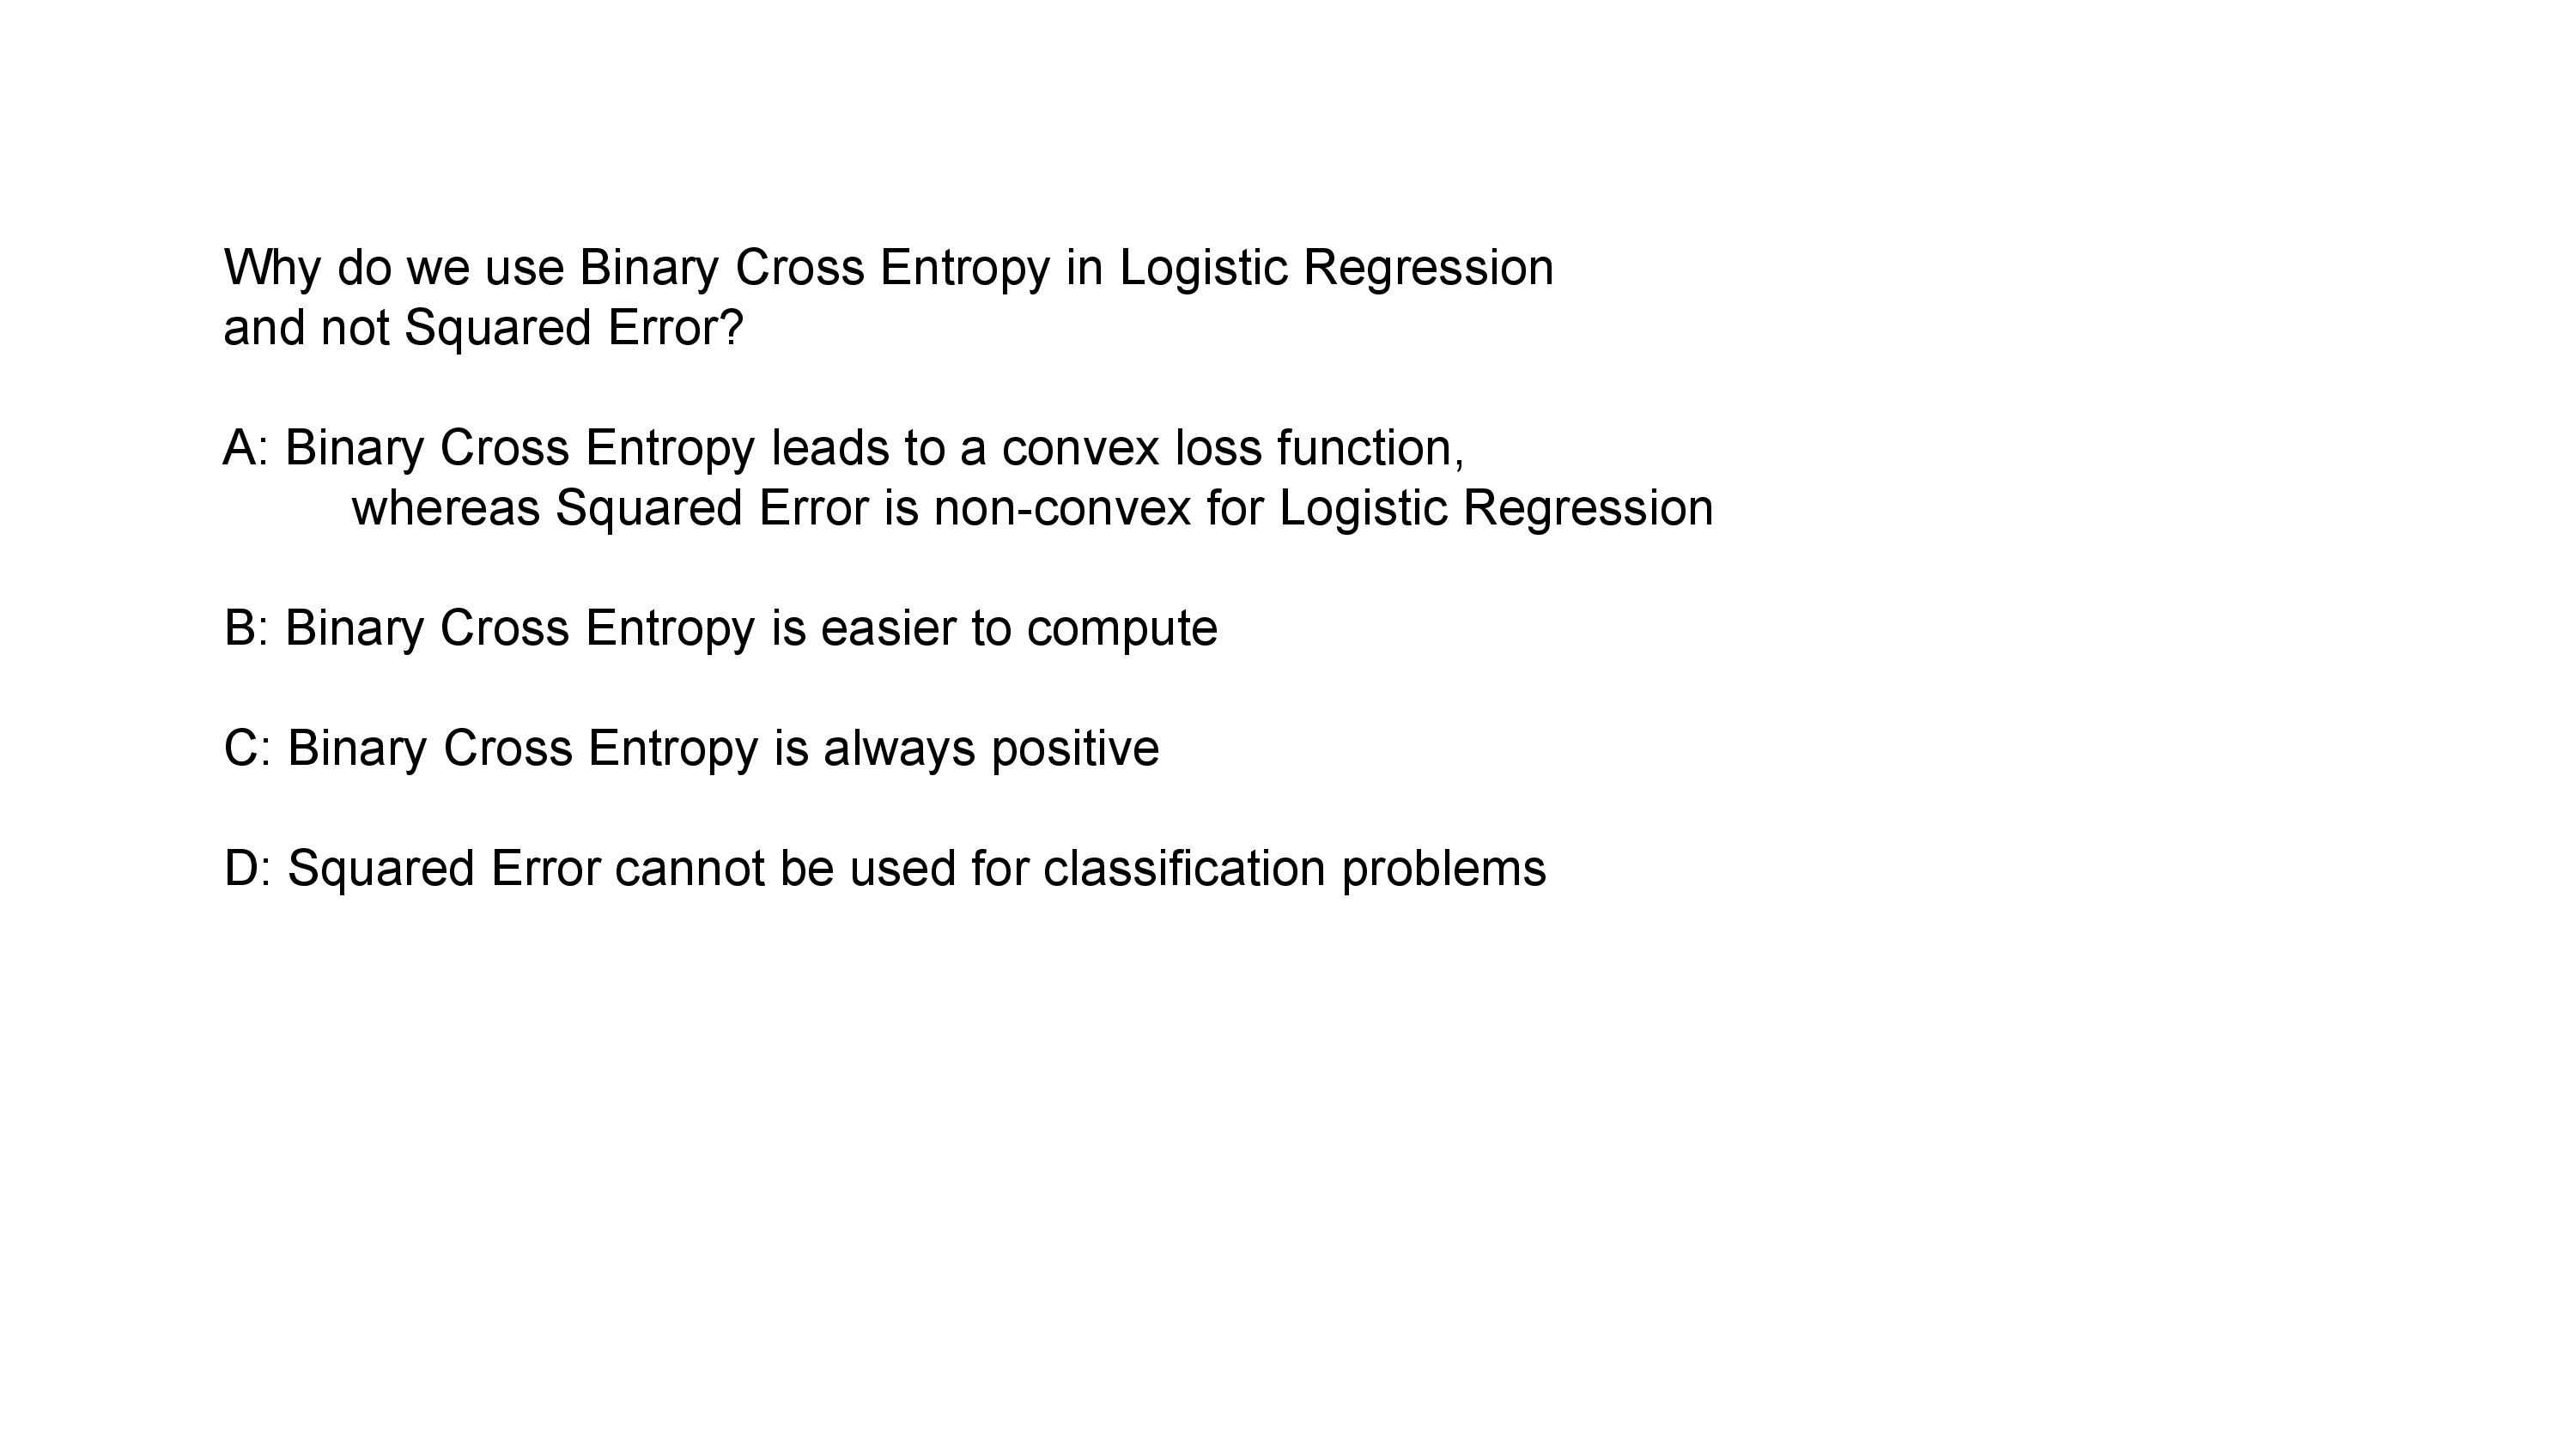 Why do we use Binary Cross Entropy in Logistic Regression
and not Squared Error?
A: Binary Cross Entropy leads to a convex loss function,
whereas Squared Error is non-convex for Logistic Regression
B: Binary Cross Entropy is easier to compute
C: Binary Cross Entropy is always positive
D: Squared Error cannot be used for classification problems